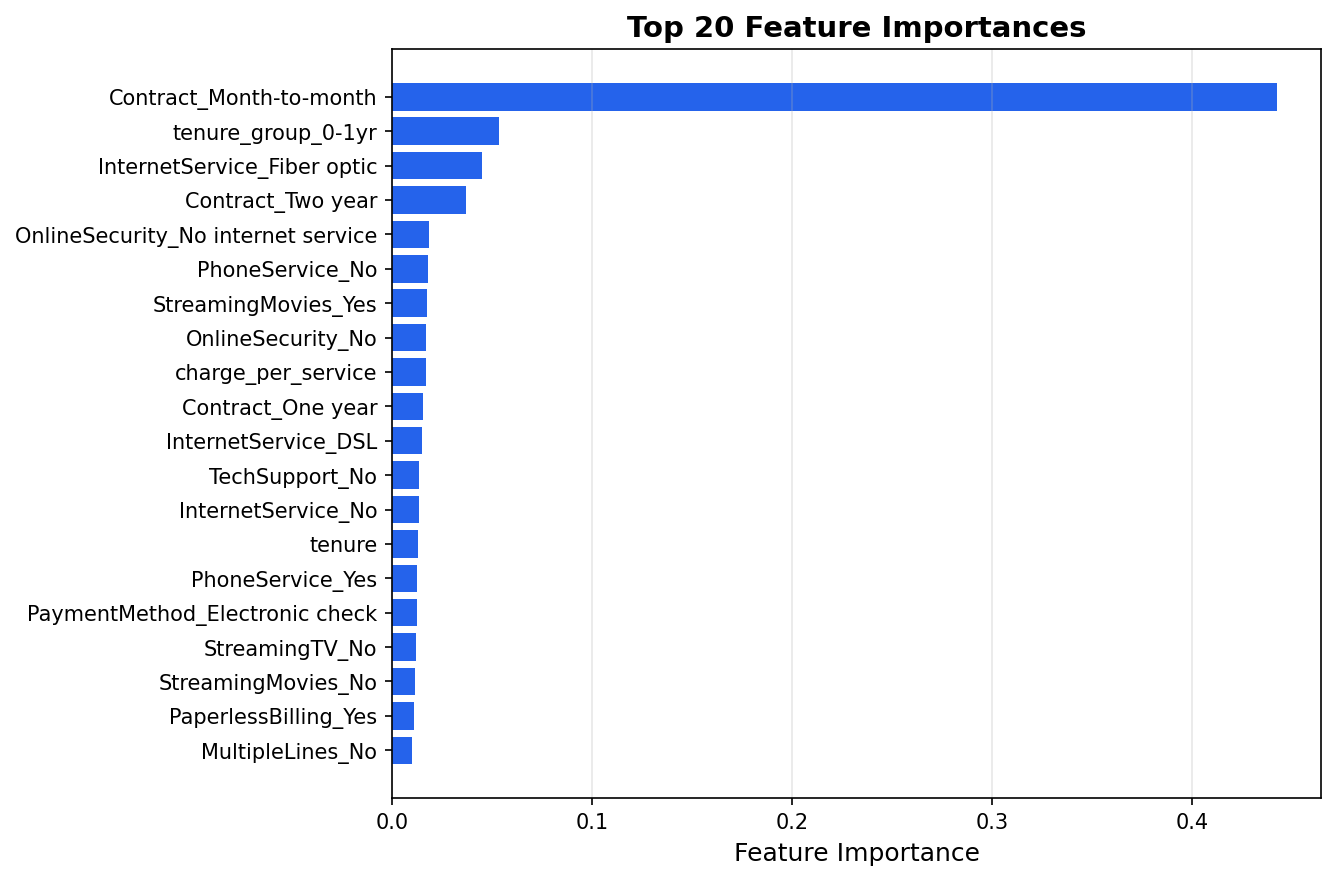 Top 20 Feature Importances
Contract_Month-to-month
tenure_group_0-1yr
InternetService_Fiber optic
Contract_Two year
OnlineSecurity_No internet service
PhoneService_No
StreamingMovies_Yes
OnlineSecurity_No
charge_per_service
Contract_One year
InternetService_DSL
TechSupport_No
InternetService_No
tenure
PhoneService_Yes
PaymentMethod_Electronic check
StreamingTV_No
StreamingMovies_No
PaperlessBilling_Yes
MultipleLines_No
0.0 0.1 0.2 0.3 0.4
Feature Importance